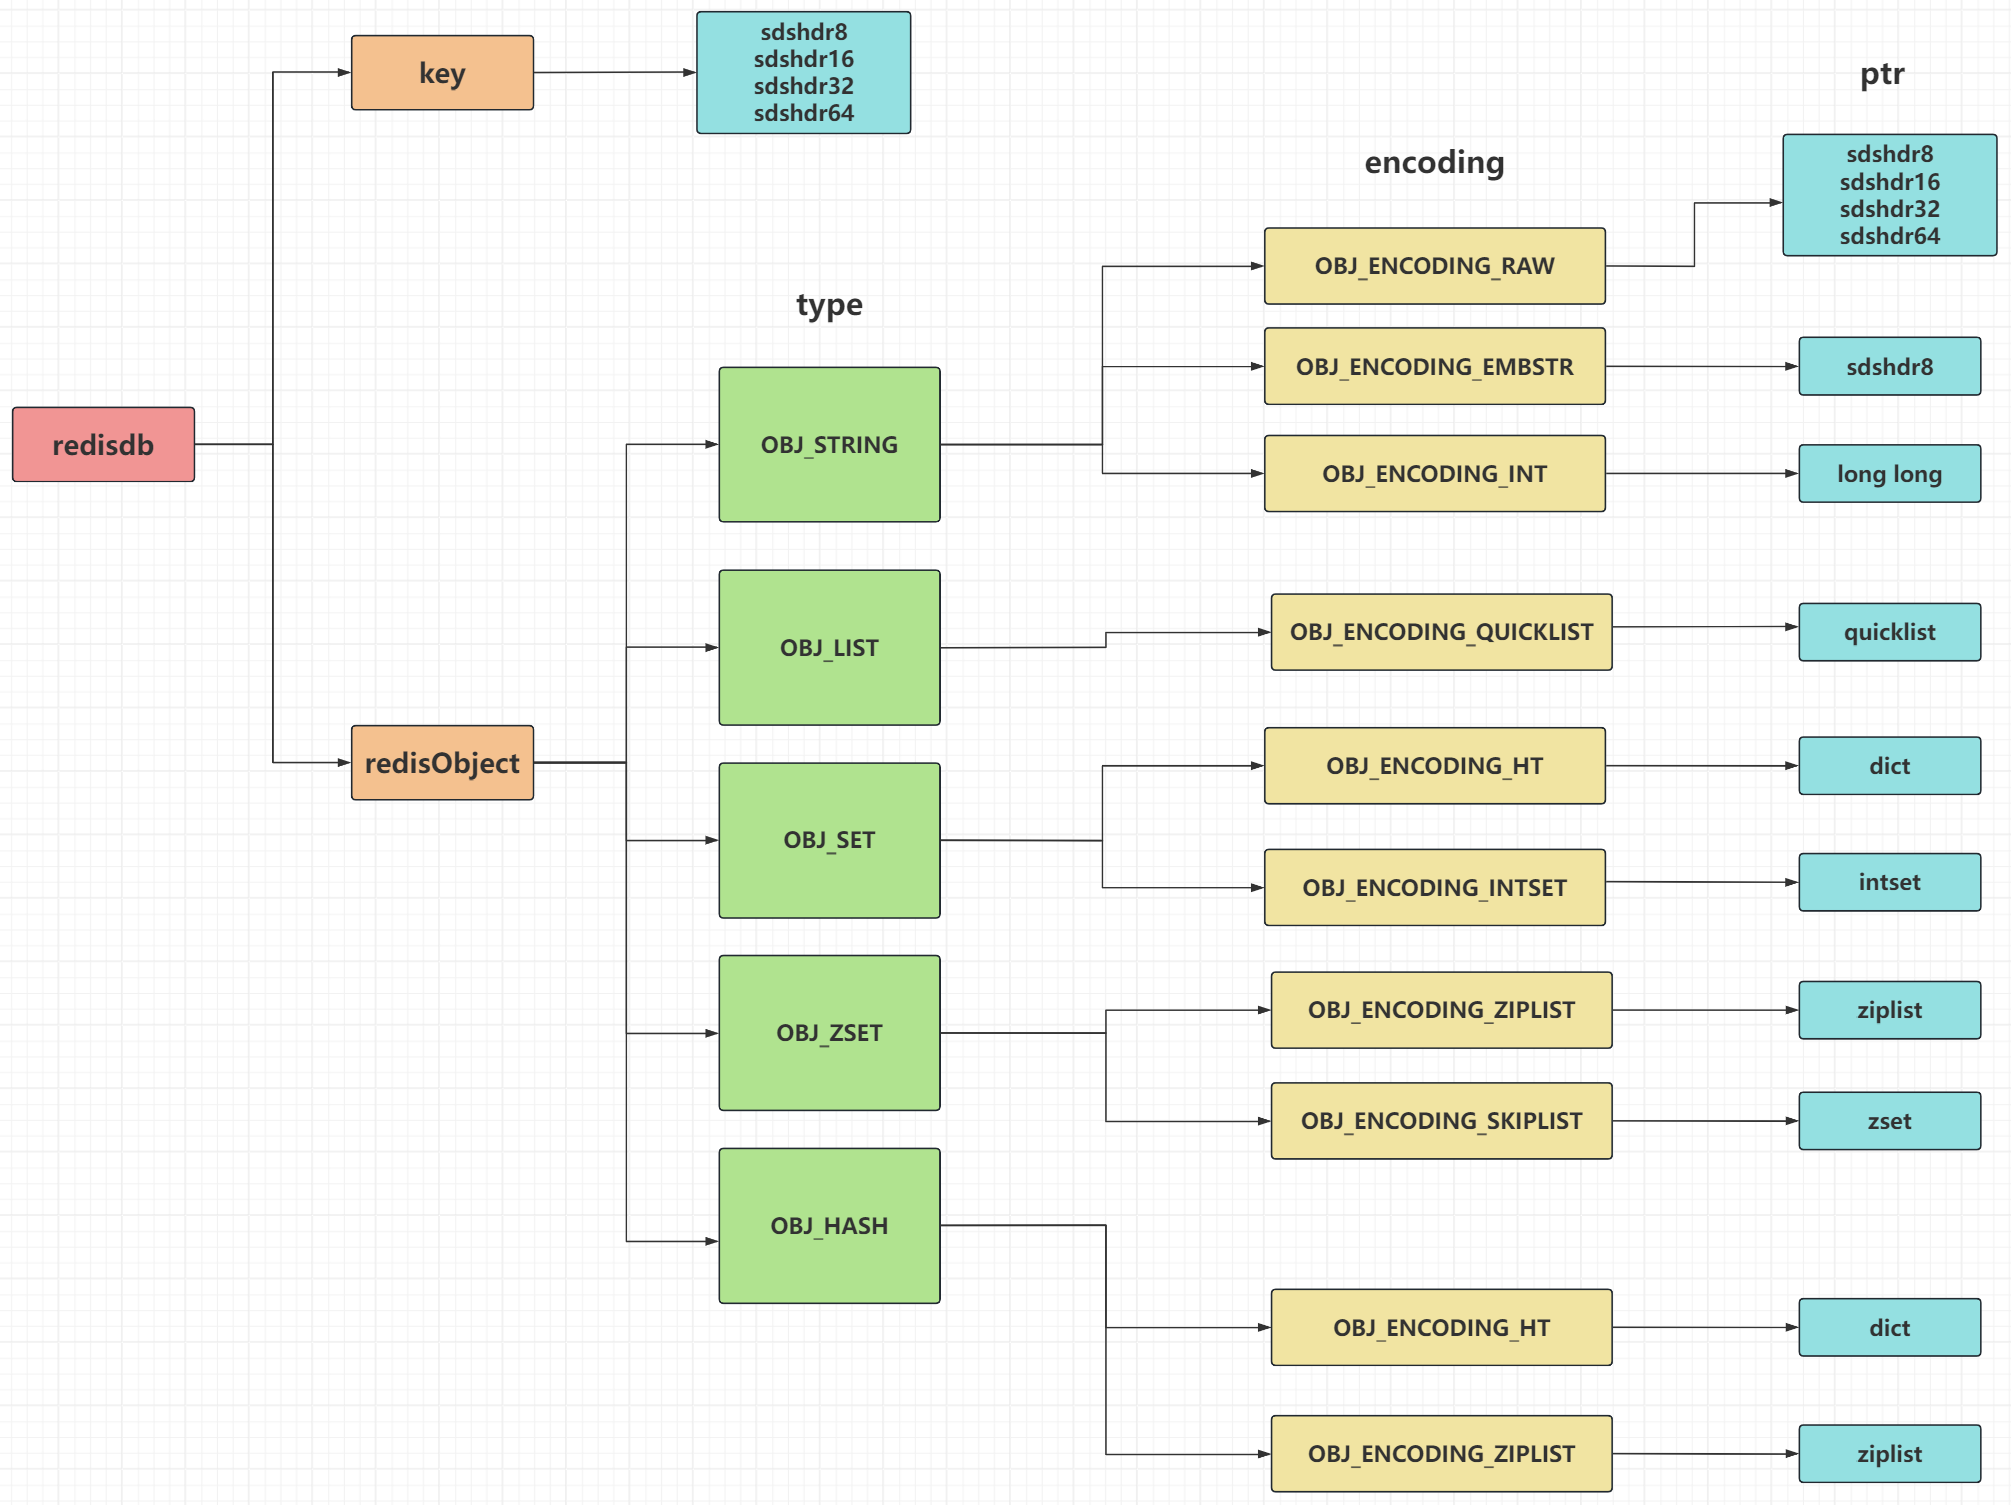 sdshdr8
sdshdr16
sdshdr32
sdshdr64
key
ptr
sdshdr8
sdshdr16
sdshdr32
sdshdr64
encoding
OBJ_ENCODING_RAW
type
OBJ_ENCODING_EMBSTR
sdshdr8
redisdb
OBJ_STRING
OBJ_ENCODING_INT
long long
OBJ_LIST
OBJ_ENCODING_QUICKLIST
quicklist
redisObject
OBJ_ENCODING_HT
dict
OBJ_SET
OBJ_ENCODING_INTSET
intset
OBJ_ZSET
OBJ_ENCODING_ZIPLIST
ziplist
OBJ_ENCODING_SKIPLIST
zset
OBJ_HASH
OBJ_ENCODING_HT
dict
OBJ_ENCODING_ZIPLIST
ziplist